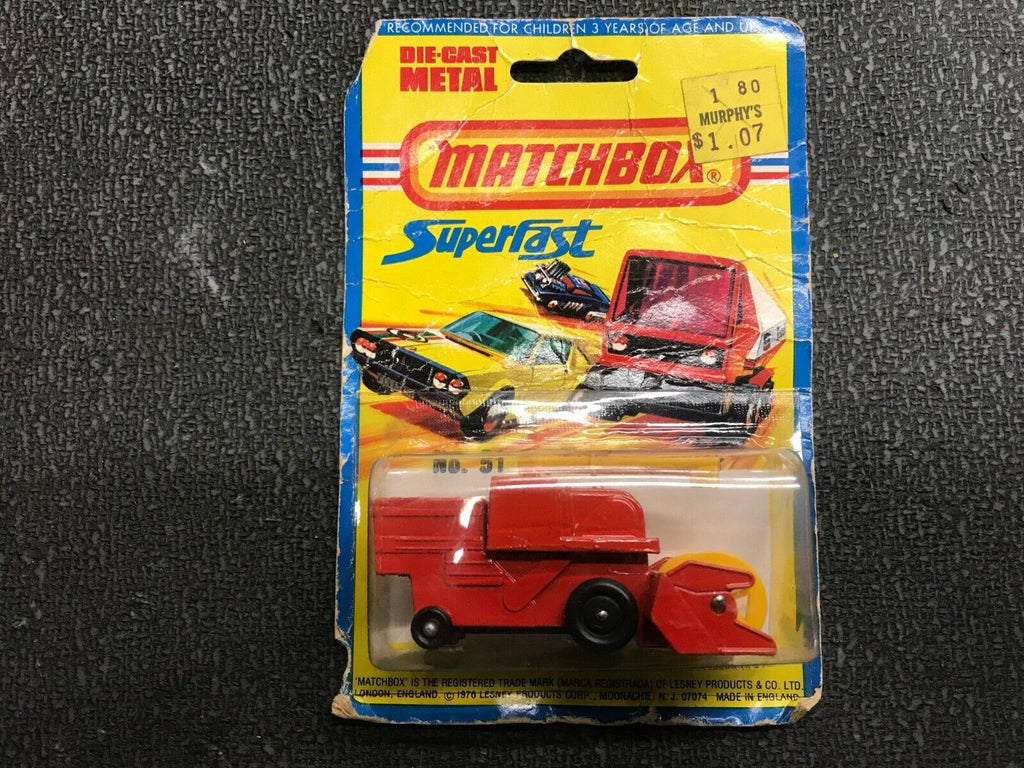 RECOMMENDED FOR CHILDREN 3 YEARS OF AGE AND UP
DIE-CAST
METAL
1 80
MURPHY'S
$1.07
"MATCHBOX®
Superfast
No. 51
'MATCHBOX' IS THE REGISTERED TRADE MARK (MARCA REGISTRADA) OF LESNEY PRODUCTS & CO. LTD.
LONDON, ENGLAND. © 1976 LESNEY PRODUCTS CORP., MOONACHIE, N. J. 07074 MADE IN ENGLAND